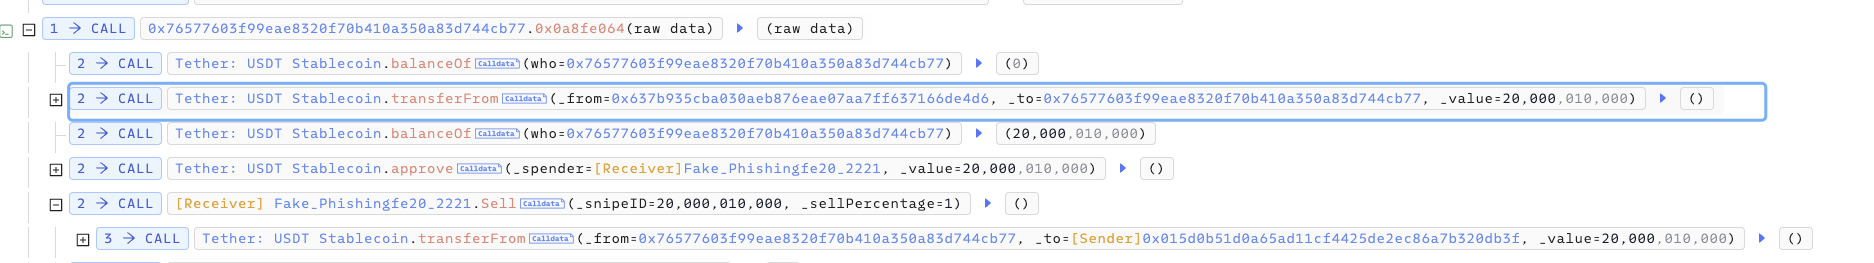 1 → CALL 0x76577603f99eae8320f70b410a350a83d744cb77.0x0a8fe064(raw data) ▶ (raw data)
2 → CALL Tether: USDT Stablecoin.balanceOf Calldata (who=0x76577603f99eae8320f70b410a350a83d744cb77) ▶ (0)
2 → CALL Tether: USDT Stablecoin.transferFrom Calldata (_from=0x637b935cba030aeb876eae07aa7ff637166de4d6, _to=0x76577603f99eae8320f70b410a350a83d744cb77, _value=20,000,010,000) ▶ ()
2 → CALL Tether: USDT Stablecoin.balanceOf Calldata (who=0x76577603f99eae8320f70b410a350a83d744cb77) ▶ (20,000,010,000)
2 → CALL Tether: USDT Stablecoin.approve Calldata (_spender=[Receiver]Fake_Phishingfe20_2221, _value=20,000,010,000) ▶ ()
2 → CALL [Receiver] Fake_Phishingfe20_2221.Sell Calldata (_snipeID=20,000,010,000, _sellPercentage=1) ▶ ()
3 → CALL Tether: USDT Stablecoin.transferFrom Calldata (_from=0x76577603f99eae8320f70b410a350a83d744cb77, _to=[Sender]0x015d0b51d0a65ad11cf4425de2ec86a7b320db3f, _value=20,000,010,000) ▶ ()